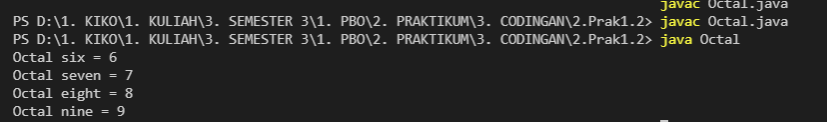 javac Octal.java
PS D:\1. KIKO\1. KULIAH\3. SEMESTER 3\1. PBO\2. PRAKTIKUM\3. CODINGAN\2.Prak1.2> javac Octal.java
PS D:\1. KIKO\1. KULIAH\3. SEMESTER 3\1. PBO\2. PRAKTIKUM\3. CODINGAN\2.Prak1.2> java Octal
Octal six = 6
Octal seven = 7
Octal eight = 8
Octal nine = 9